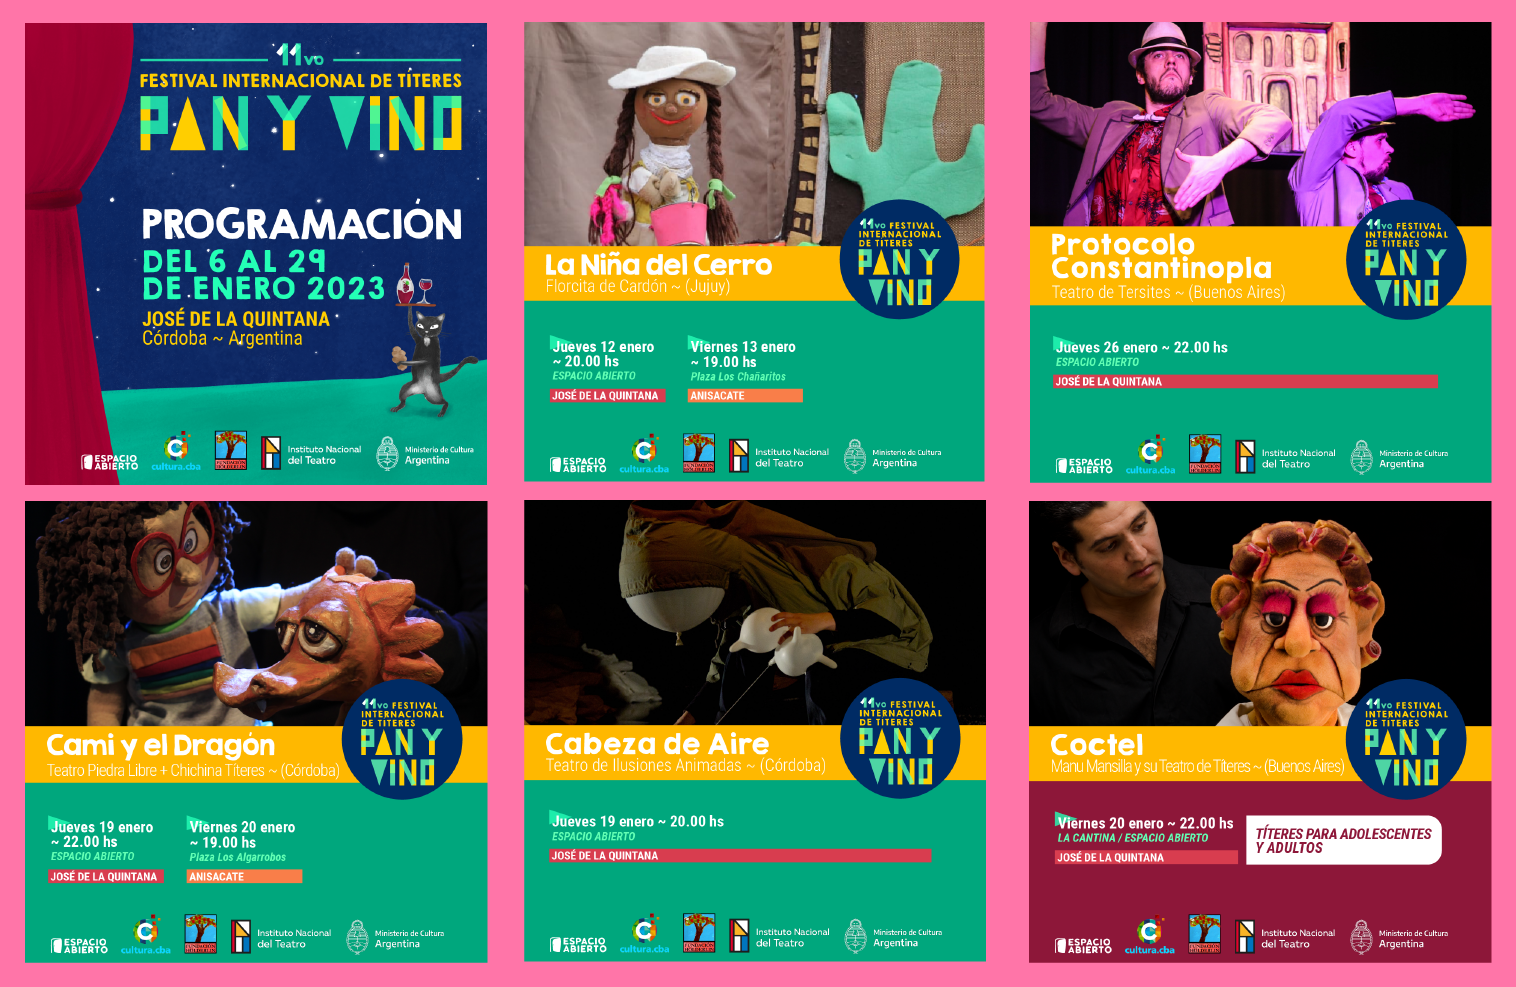 11vo
FESTIVAL INTERNACIONAL DE TÍTERES
PAN Y VINO
PROGRAMACIÓN
DEL 6 AL 29
DE ENERO 2023
JOSÉ DE LA QUINTANA
Córdoba ~ Argentina
ESPACIO
ABIERTO
cultura.cba
FUNDACIÓN
HÖLDERLIN
Instituto Nacional
del Teatro
Ministerio de Cultura
Argentina
11vo FESTIVAL
INTERNACIONAL
DE TÍTERES
PAN Y
VINO
La Niña del Cerro
Florcita de Cardón ~ (Jujuy)
Jueves 12 enero
~ 20.00 hs
ESPACIO ABIERTO
JOSÉ DE LA QUINTANA
Viernes 13 enero
~ 19.00 hs
Plaza Los Chañaritos
ANISACATE
ESPACIO
ABIERTO
cultura.cba
FUNDACIÓN
HÖLDERLIN
Instituto Nacional
del Teatro
Ministerio de Cultura
Argentina
11vo FESTIVAL
INTERNACIONAL
DE TÍTERES
PAN Y
VINO
Protocolo
Constantinopla
Teatro de Tersites ~ (Buenos Aires)
Jueves 26 enero ~ 22.00 hs
ESPACIO ABIERTO
JOSÉ DE LA QUINTANA
ESPACIO
ABIERTO
cultura.cba
FUNDACIÓN
HÖLDERLIN
Instituto Nacional
del Teatro
Ministerio de Cultura
Argentina
11vo FESTIVAL
INTERNACIONAL
DE TÍTERES
PAN Y
VINO
Cami y el Dragón
Teatro Piedra Libre + Chichina Títeres ~ (Córdoba)
Jueves 19 enero
~ 22.00 hs
ESPACIO ABIERTO
JOSÉ DE LA QUINTANA
Viernes 20 enero
~ 19.00 hs
Plaza Los Algarrobos
ANISACATE
ESPACIO
ABIERTO
cultura.cba
FUNDACIÓN
HÖLDERLIN
Instituto Nacional
del Teatro
Ministerio de Cultura
Argentina
11vo FESTIVAL
INTERNACIONAL
DE TÍTERES
PAN Y
VINO
Cabeza de Aire
Teatro de Ilusiones Animadas ~ (Córdoba)
Jueves 19 enero ~ 20.00 hs
ESPACIO ABIERTO
JOSÉ DE LA QUINTANA
ESPACIO
ABIERTO
cultura.cba
FUNDACIÓN
HÖLDERLIN
Instituto Nacional
del Teatro
Ministerio de Cultura
Argentina
11vo FESTIVAL
INTERNACIONAL
DE TÍTERES
PAN Y
VINO
Coctel
Manu Mansilla y su Teatro de Títeres ~ (Buenos Aires)
Viernes 20 enero ~ 22.00 hs
LA CANTINA / ESPACIO ABIERTO
JOSÉ DE LA QUINTANA
TÍTERES PARA ADOLESCENTES
Y ADULTOS
ESPACIO
ABIERTO
cultura.cba
FUNDACIÓN
HÖLDERLIN
Instituto Nacional
del Teatro
Ministerio de Cultura
Argentina